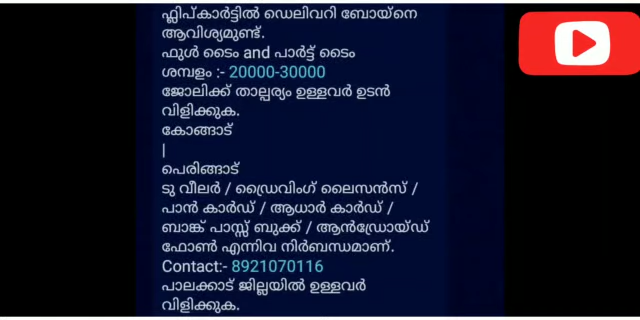 ഫ്ലിപ്കാർട്ടിൽ ഡെലിവറി ബോയ്നെ
ആവിശ്യമുണ്ട്.
ഫുൾ ടൈം and പാർട്ട് ടൈം
ശമ്പളം :- 20000-30000
ജോലിക്ക് താല്പര്യം ഉള്ളവർ ഉടൻ
വിളിക്കുക.
കോങ്ങാട്
|
പെരിങ്ങാട്
ടു വീലർ / ഡ്രൈവിംഗ് ലൈസൻസ് /
പാൻ കാർഡ് / ആധാർ കാർഡ് /
ബാങ്ക് പാസ്സ് ബുക്ക് / ആൻഡ്രോയ്ഡ്
ഫോൺ എന്നിവ നിർബന്ധമാണ്.
Contact:- 8921070116
പാലക്കാട് ജില്ലയിൽ ഉള്ളവർ
വിളിക്കുക.